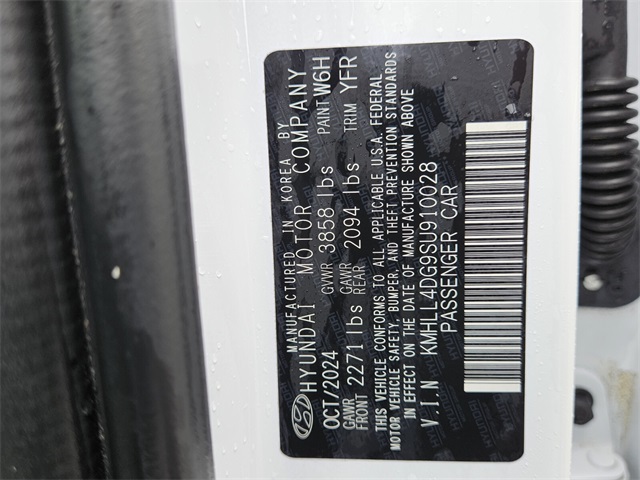 MANUFACTURED IN KOREA BY
HYUNDAI MOTOR COMPANY
OCT/2024 GVWR 3858 lbs PAINT W6H
GAWR FRONT 2271 lbs GAWR REAR 2094 lbs TRIM YFR
THIS VEHICLE CONFORMS TO ALL APPLICABLE U.S.A. FEDERAL
MOTOR VEHICLE SAFETY, BUMPER, AND THEFT PREVENTION STANDARDS
IN EFFECT ON THE DATE OF MANUFACTURE SHOWN ABOVE
V.I.N KMHLL4DG9SU910028
PASSENGER CAR